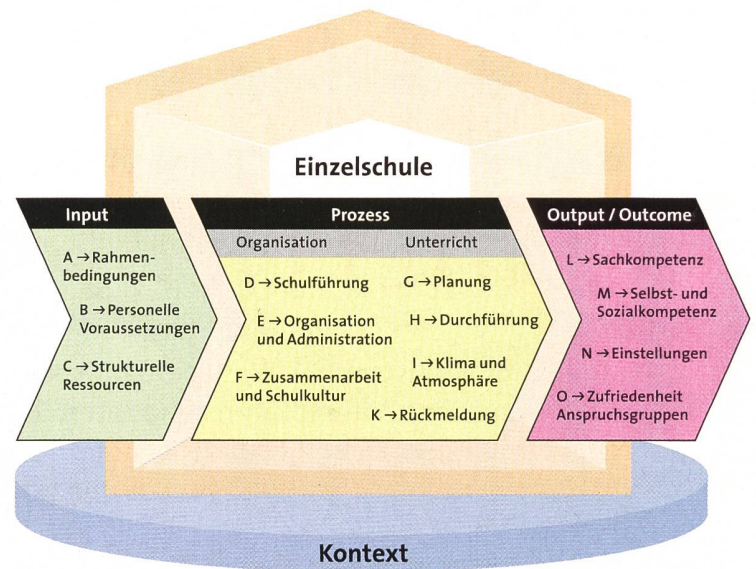 Einzelschule
Input
A → Rahmen-
bedingungen
B → Personelle
Voraussetzungen
C → Strukturelle
Ressourcen
Prozess
Organisation
D → Schulführung
E → Organisation
und Administration
F → Zusammenarbeit
und Schulkultur
Unterricht
G → Planung
H → Durchführung
I → Klima und
Atmosphäre
K → Rückmeldung
Output / Outcome
L → Sachkompetenz
M → Selbst- und
Sozialkompetenz
N → Einstellungen
O → Zufriedenheit
Anspruchsgruppen
Kontext